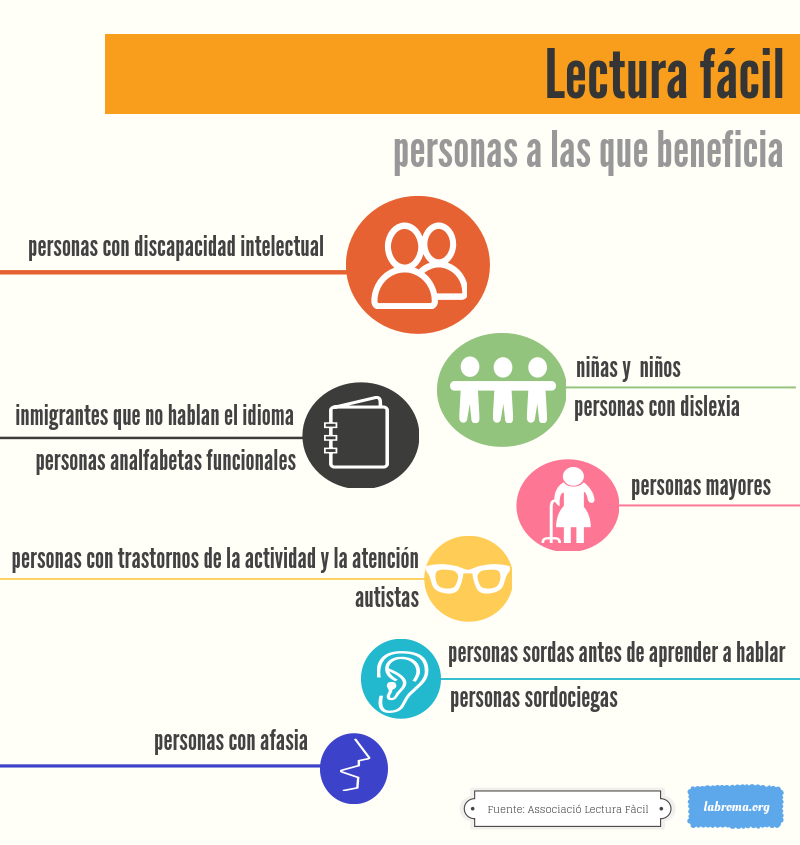 Lectura fácil
personas a las que beneficia
personas con discapacidad intelectual
niñas y niños
personas con dislexia
inmigrantes que no hablan el idioma
personas analfabetas funcionales
personas mayores
personas con trastornos de la actividad y la atención
autistas
personas sordas antes de aprender a hablar
personas sordociegas
personas con afasia
Fuente: Associació Lectura Fàcil
labroma.org